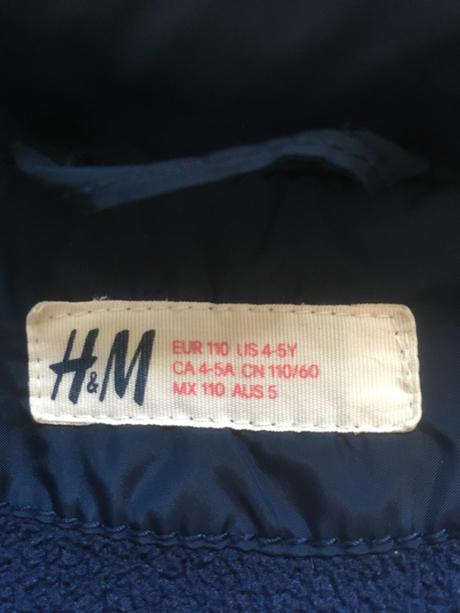 H&M
EUR 110 US 4-5Y
CA 4-5A CN 110/60
MX 110 AUS 5